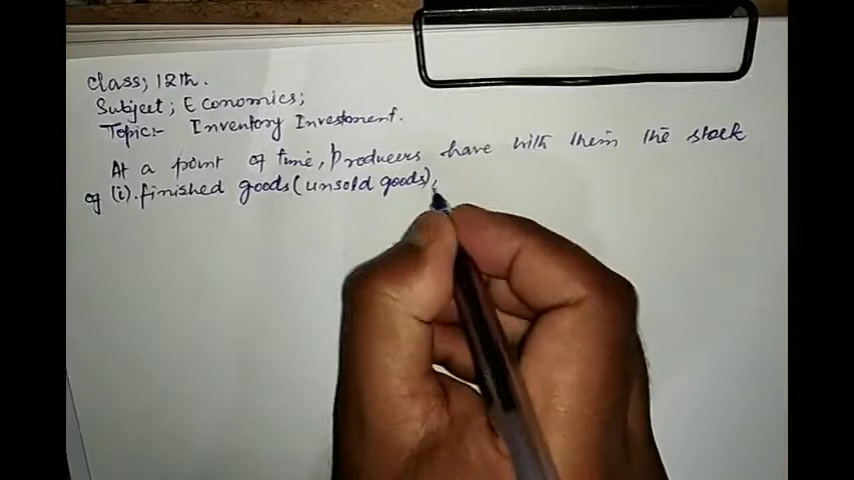 Class; 12th.
Subject; Economics;
Topic:- Inventory Investment.
At a point of time, Producers have with them the stock
of (i). finished goods (unsold goods),